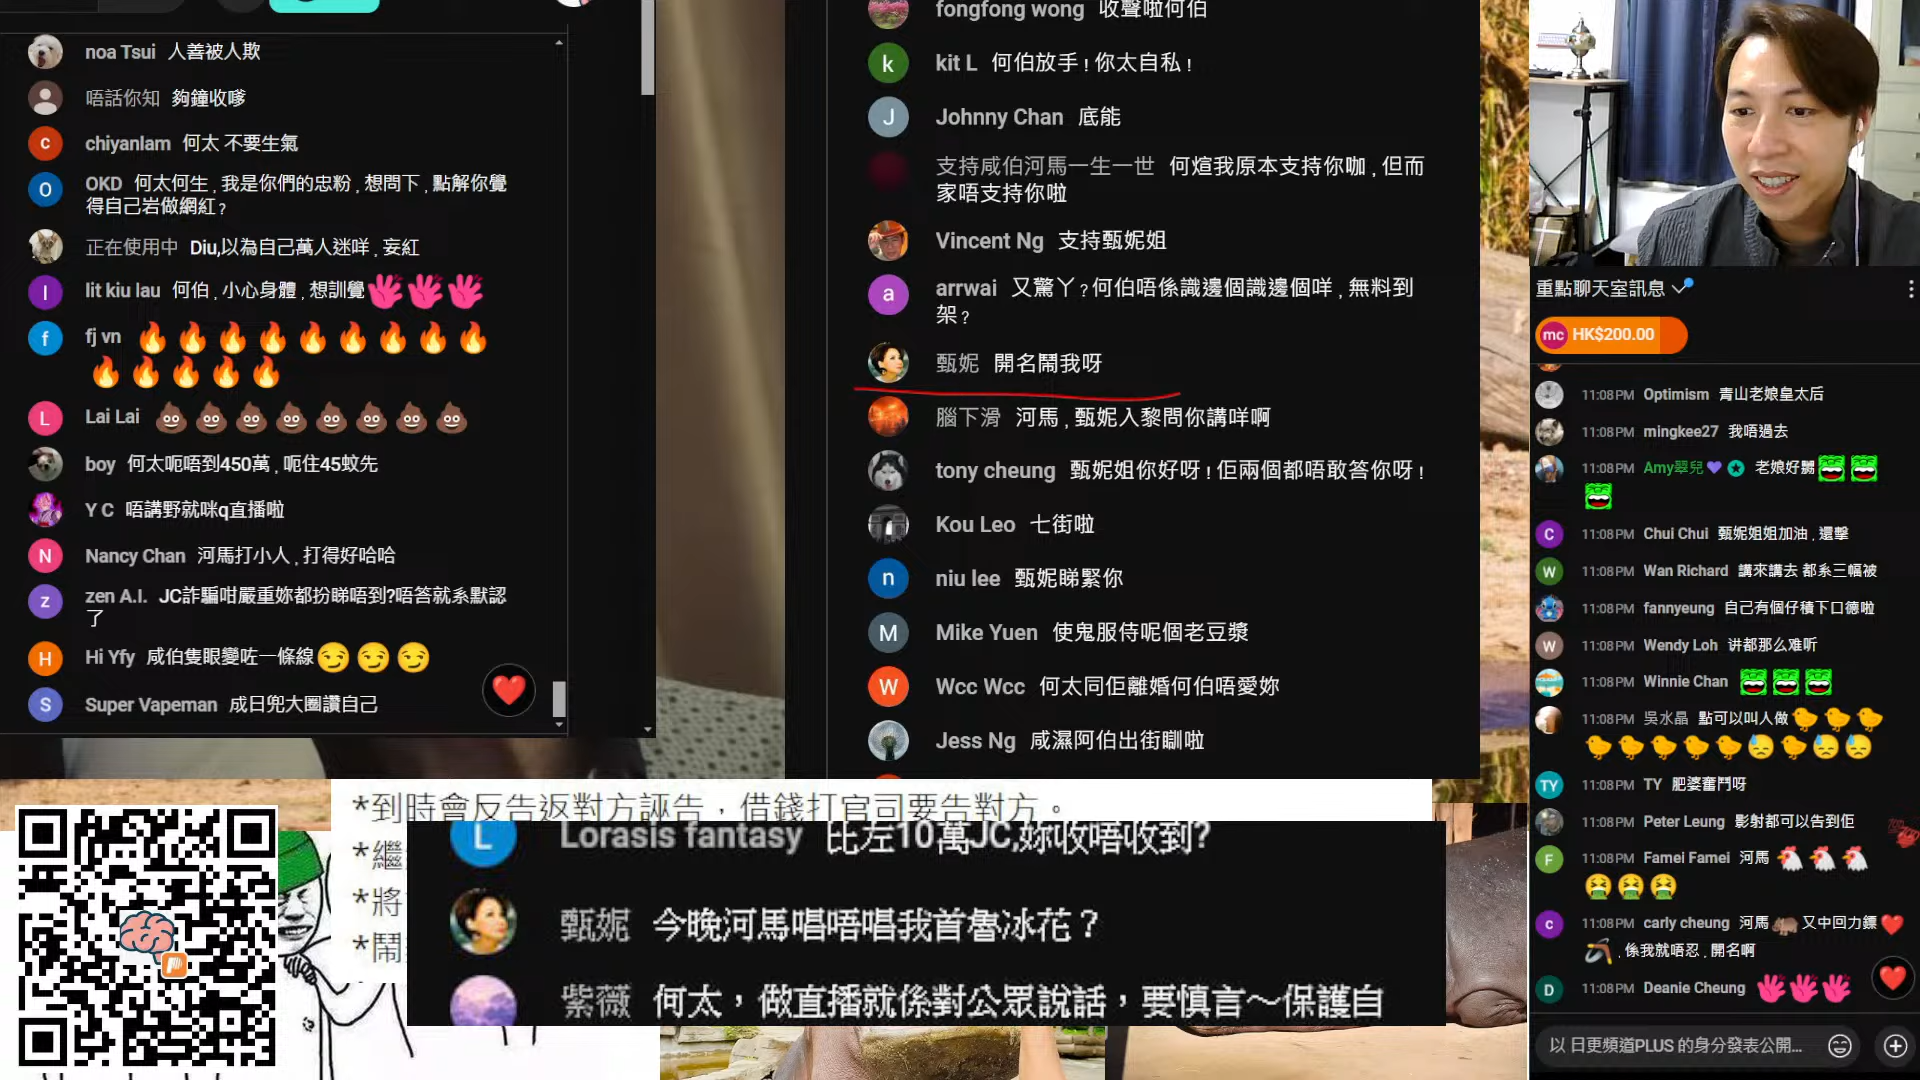 noa Tsui 人善被人欺
唔話你知 夠鐘收嗲
chiyanlam 何太 不要生氣
OKD 何太何生 , 我是你們的忠粉 , 想問下 , 點解你覺
得自己岩做網紅?
正在使用中 Diu,以為自己萬人迷咩 , 妄紅
lit kiu lau 何伯 , 小心身體 , 想訓覺
fj vn 🔥🔥🔥🔥🔥🔥🔥🔥🔥
🔥🔥🔥🔥🔥
Lai Lai 💩💩💩💩💩💩💩💩
boy 何太呃唔到450萬 , 呃住45蚊先
Y C 唔講野就咪q直播啦
Nancy Chan 河馬打小人 , 打得好哈哈
zen A.I. JC詐騙咁嚴重妳都扮睇唔到?唔答就系默認
了
Hi Yfy 咸伯隻眼變咗一條線😏😏😏
Super Vapeman 成日兜大圈讚自己
fongfong wong 收聲啦何伯
kit L 何伯放手 ! 你太自私 !
Johnny Chan 底能
支持咸伯河馬一生一世 何煊我原本支持你咖 , 但而
家唔支持你啦
Vincent Ng 支持甄妮姐
arrwai 又驚丫 ? 何伯唔係識邊個識邊個咩 , 無料到
架 ?
甄妮 開名鬧我呀
腦下滑 河馬 , 甄妮入黎問你講咩啊
tony cheung 甄妮姐你好呀 ! 佢兩個都唔敢答你呀 !
Kou Leo 七街啦
niu lee 甄妮睇緊你
Mike Yuen 使鬼服侍呢個老豆漿
Wcc Wcc 何太同佢離婚何伯唔愛妳
Jess Ng 咸濕阿伯出街瞓啦
*到時會反告返對方誣告，借錢打官司要告對方。
*繼
*將
*鬧
Lorasis fantasy 比左10萬JC,妳收唔收到?
甄妮 今晚河馬唱唔唱我首魯冰花？
紫薇 何太，做直播就係對公眾說話，要慎言～保護自
重點聊天室訊息
mc HK$200.00
11:08 PM Optimism 青山老娘皇太后
11:08 PM mingkee27 我唔過去
11:08 PM Amy翠兒💜 老娘好嬲
11:08 PM Chui Chui 甄妮姐姐加油 , 還擊
11:08 PM Wan Richard 講來講去 都系三幅被
11:08 PM fannyeung 自己有個仔積下口德啦
11:08 PM Wendy Loh 讲都那么难听
11:08 PM Winnie Chan
11:08 PM 吳水晶 點可以叫人做🐤🐤🐤
🐤🐤🐤🐤🐤😓🐤😓😓
11:08 PM TY 肥婆奮鬥呀
11:08 PM Peter Leung 影射都可以告到佢
11:08 PM Famei Famei 河馬🐔🐔🐔
🤮🤮🤮
11:08 PM carly cheung 河馬🦛又中回力鏢❤️
🪃 , 係我就唔忍 , 開名啊
11:08 PM Deanie Cheung
以 日更頻道PLUS 的身分發表公開...